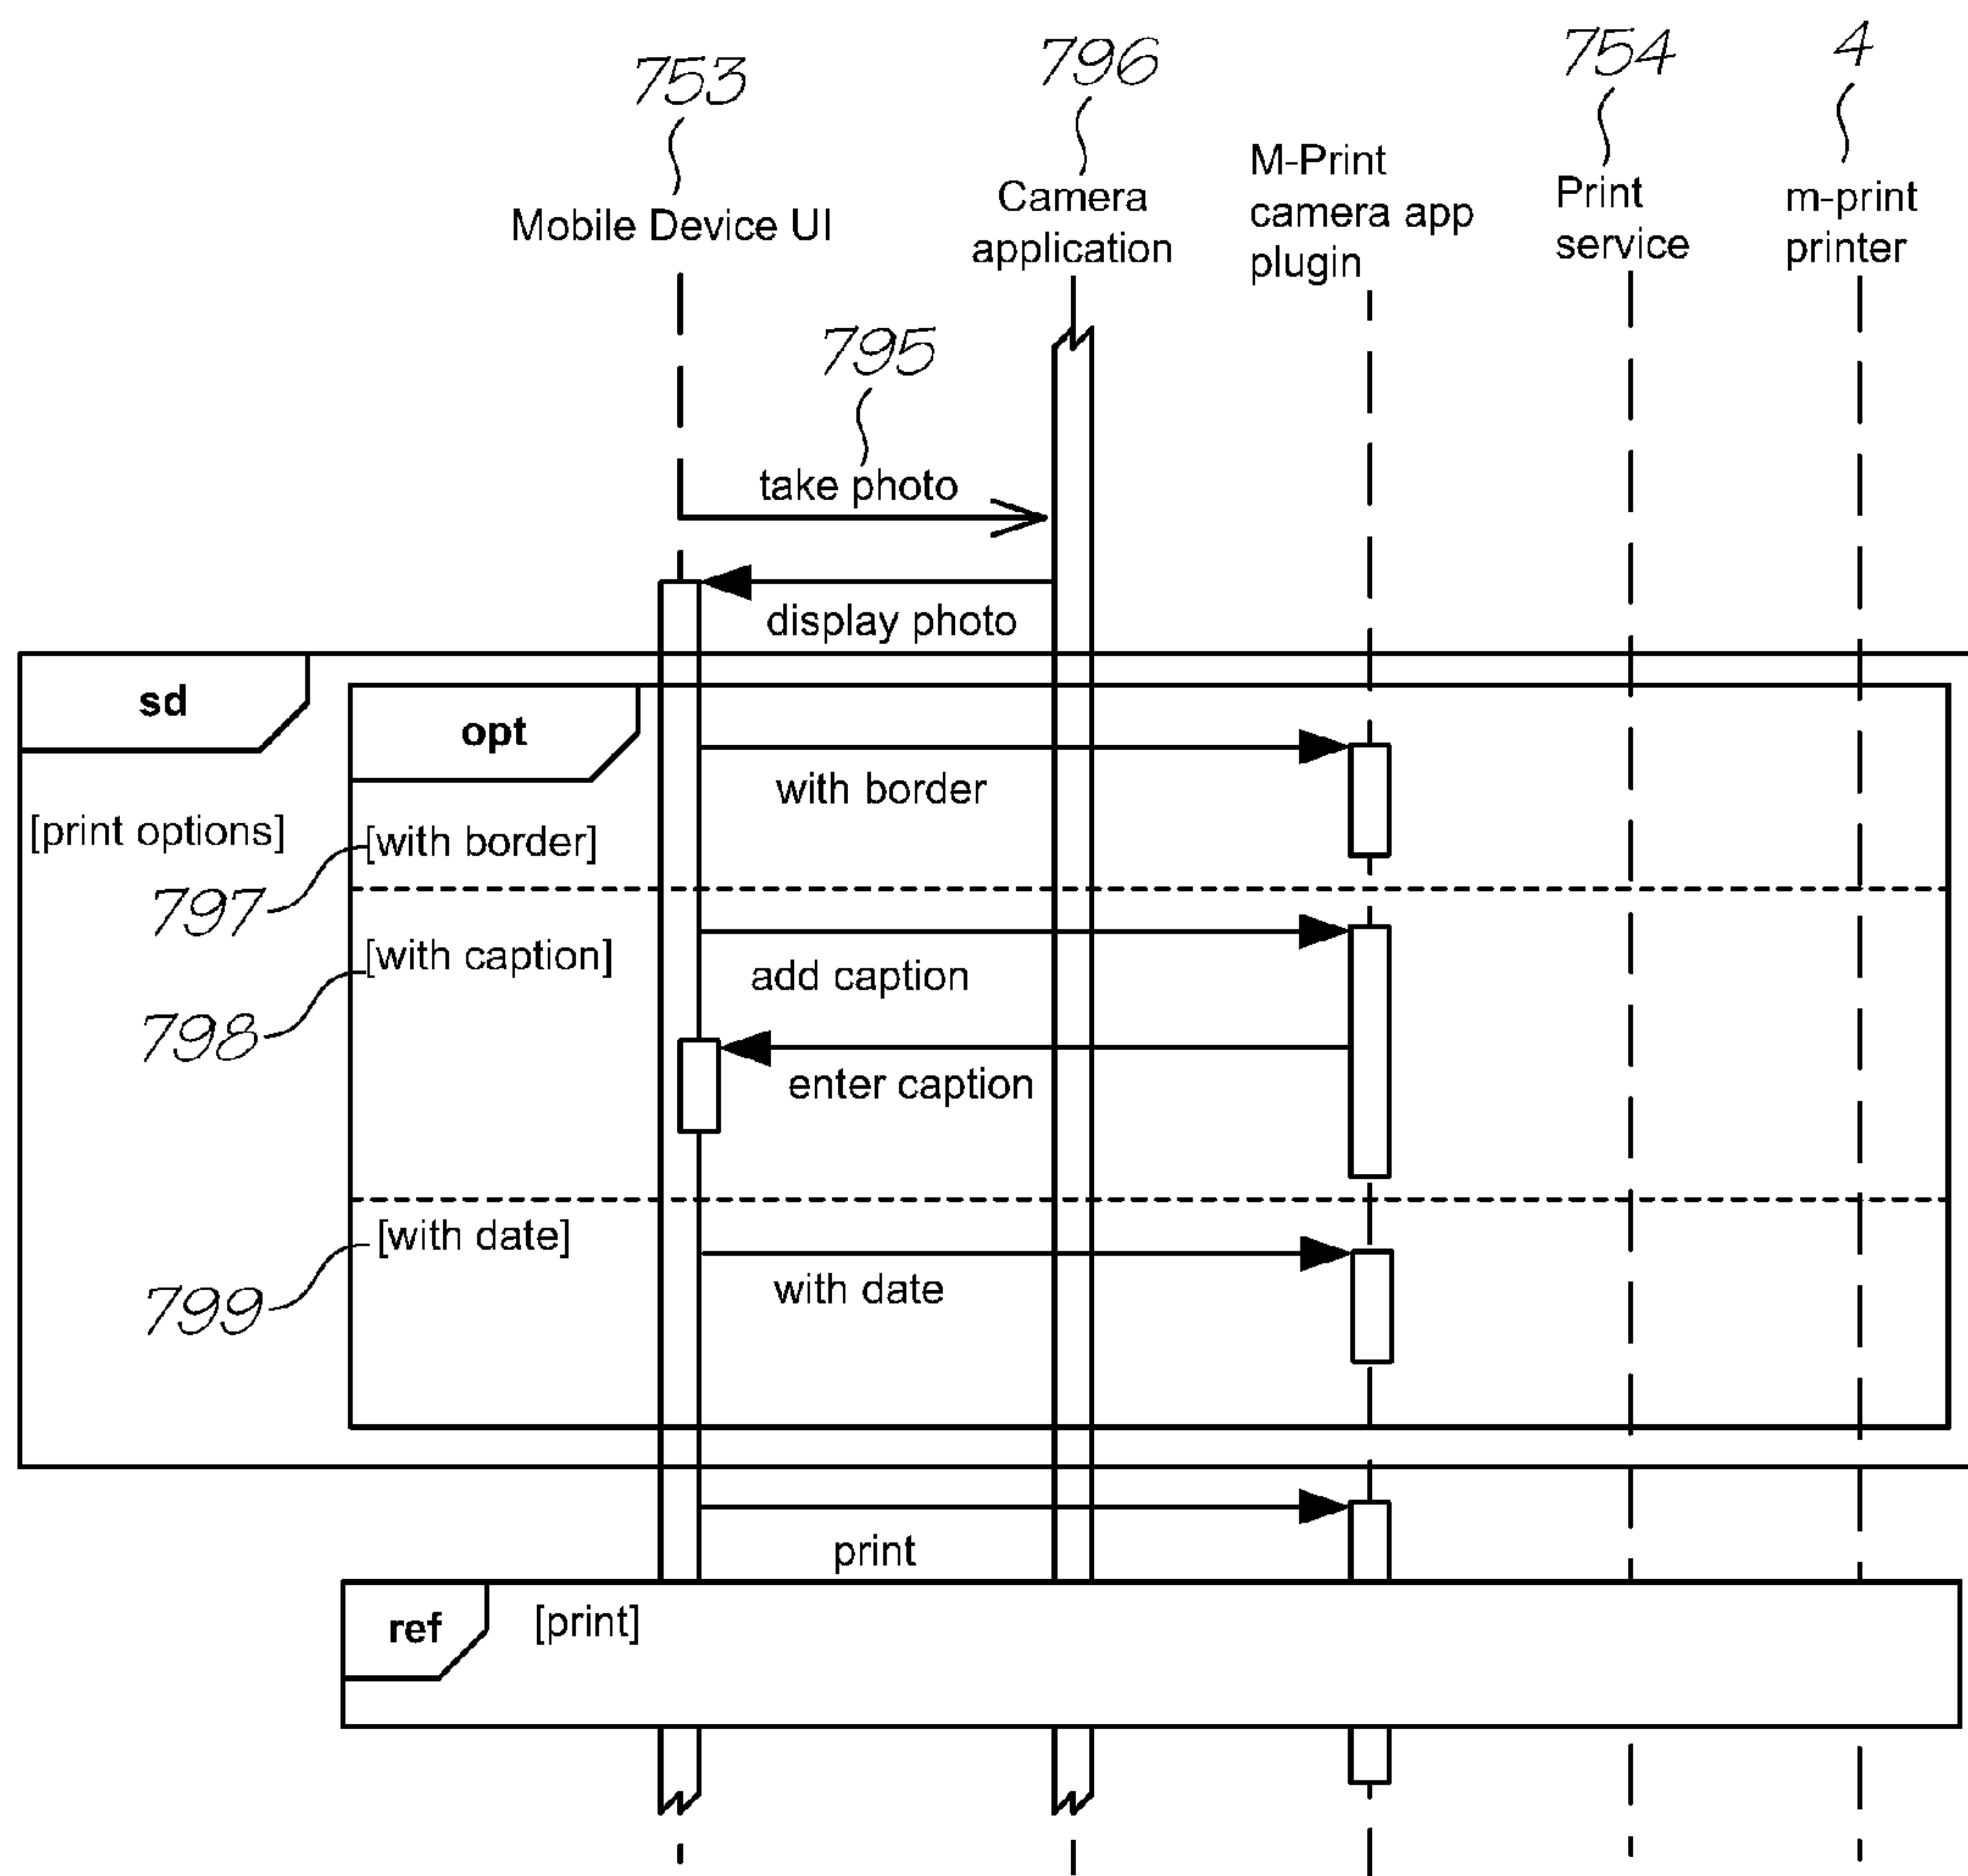 753
796
754
4
Mobile Device UI
Camera
application
M-Print
camera app
plugin
Print
service
m-print
printer
795
take photo
display photo
sd
opt
with border
[print options]
[with border]
797
[with caption]
add caption
798
enter caption
[with date]
with date
799
print
ref
[print]